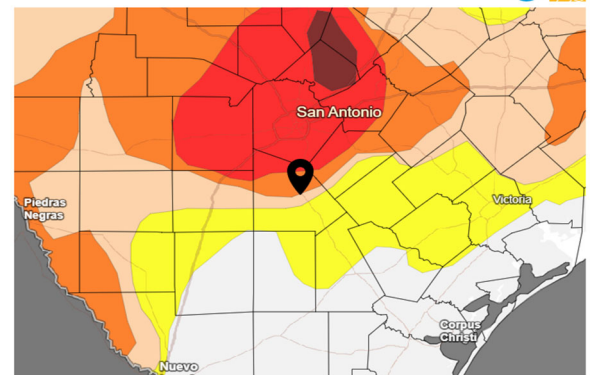 San Antonio
Piedras
Negras
Victoria
Corpus
Christi
Nuevo